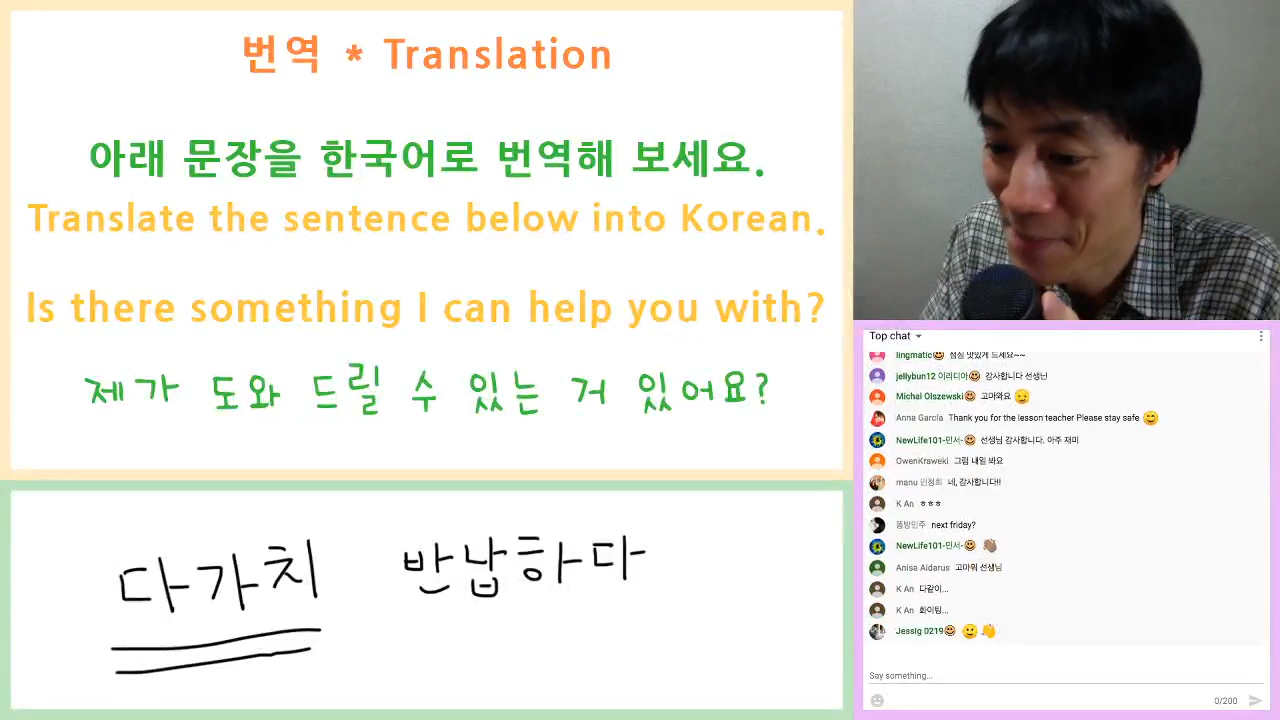 번역 * Translation
아래 문장을 한국어로 번역해 보세요.
Translate the sentence below into Korean.
Is there something I can help you with?
제가 도와 드릴 수 있는 거 있어요?
다가치 반납하다
Top chat
lingmatic 점심 맛있게 드세요~~
jellybun12 이리디아 감사합니다 선생닌
Michal Olszewski 고마와요
Anna García Thank you for the lesson teacher Please stay safe
NewLife101-민서- 선생님 감사합니다. 아주 재미
OwenKraweki 그럼 내일 봐요
manu 민정희 네, 감사합니다!!
K An ㅎㅎㅎ
똥방민주 next friday?
NewLife101-민서-
Anisa Aidarus 고마워 선생님
K An 다같이...
K An 화이팅...
Jessig 0219
Say something...
0/200